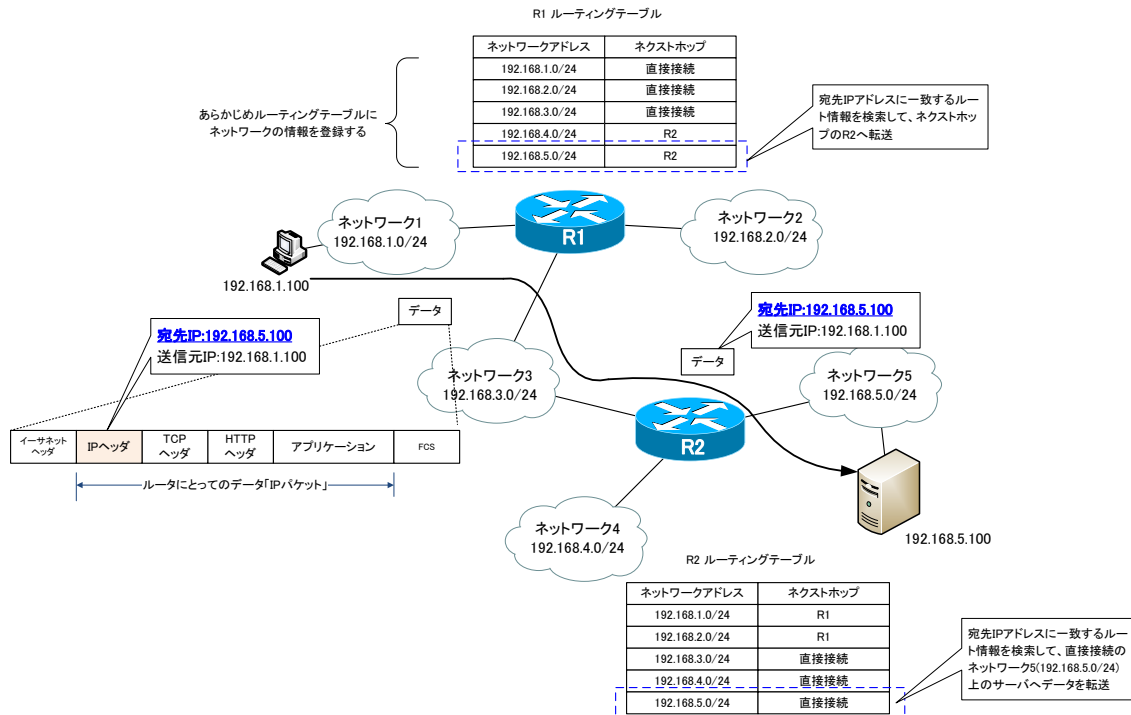 R1 ルーティングテーブル
ネットワークアドレス ネクストホップ
192.168.1.0/24 直接接続
192.168.2.0/24 直接接続
192.168.3.0/24 直接接続
192.168.4.0/24 R2
192.168.5.0/24 R2
あらかじめルーティングテーブルに
ネットワークの情報を登録する
宛先IPアドレスに一致するルー
ト情報を検索して、ネクストホッ
プのR2へ転送
ネットワーク1
192.168.1.0/24
R1
ネットワーク2
192.168.2.0/24
192.168.1.100
データ
宛先IP:192.168.5.100
送信元IP:192.168.1.100
宛先IP:192.168.5.100
送信元IP:192.168.1.100
データ
ネットワーク3
192.168.3.0/24
ネットワーク5
192.168.5.0/24
R2
イーサネット
ヘッダ
IPヘッダ
TCP
ヘッダ
HTTP
ヘッダ
アプリケーション
FCS
ルータにとってのデータ「IPパケット」
ネットワーク4
192.168.4.0/24
192.168.5.100
R2 ルーティングテーブル
ネットワークアドレス ネクストホップ
192.168.1.0/24 R1
192.168.2.0/24 R1
192.168.3.0/24 直接接続
192.168.4.0/24 直接接続
192.168.5.0/24 直接接続
宛先IPアドレスに一致するルー
ト情報を検索して、直接接続の
ネットワーク5(192.168.5.0/24)
上のサーバへデータを転送